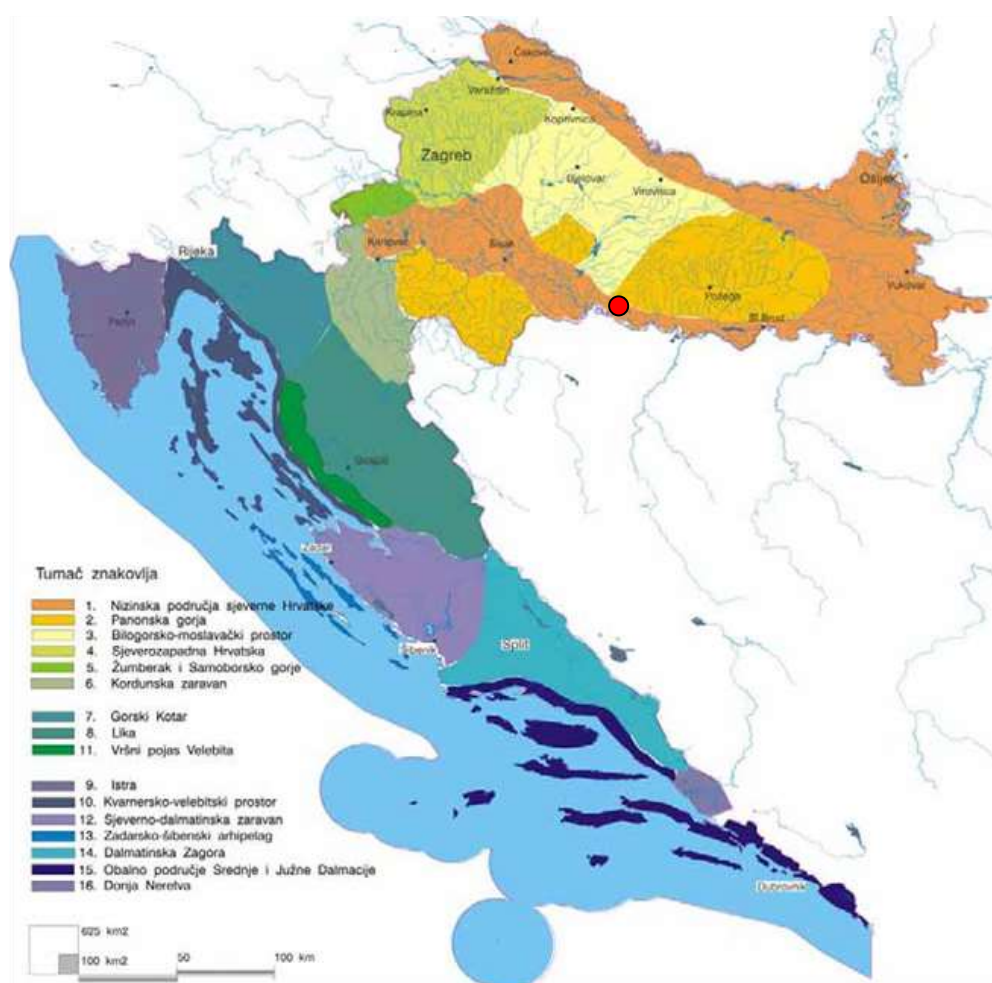 Čakovec
Varaždin
Krapina
Koprivnica
Zagreb
Bjelovar
Virovitica
Osijek
Karlovac
Sisak
Rijeka
Vukovar
Požega
Sl.Brod
Pazin
Gospić
Zadar
Šibenik
Split
Dubrovnik
Tumač znakovlja
1. Nizinska područja sjeverne Hrvatske
2. Panonska gorja
3. Bilogorsko-moslavački prostor
4. Sjeverozapadna Hrvatska
5. Žumberak i Samoborsko gorje
6. Kordunska zaravan
7. Gorski Kotar
8. Lika
11. Vršni pojas Velebita
9. Istra
10. Kvarnersko-velebitski prostor
12. Sjeverno-dalmatinska zaravan
13. Zadarsko-šibenski arhipelag
14. Dalmatinska Zagora
15. Obalno područje Srednje i Južne Dalmacije
16. Donja Neretva
625 km2
100 km2
50
100 km